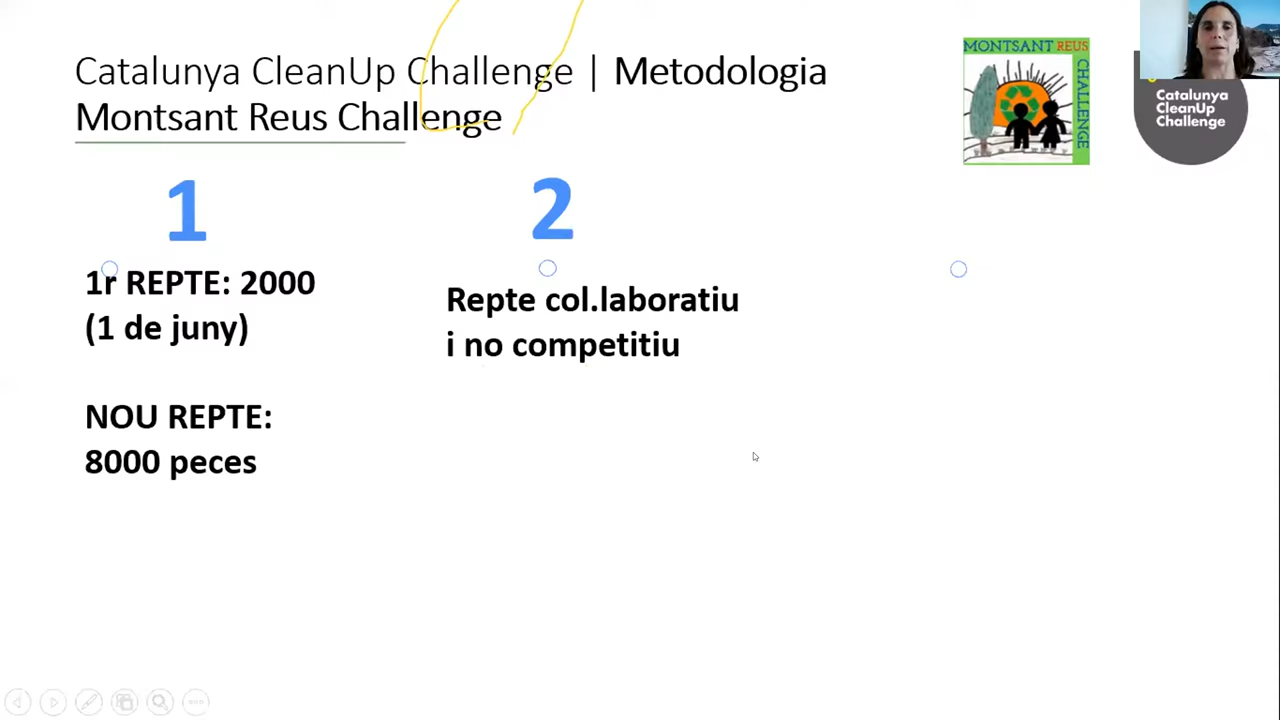 Catalunya CleanUp Challenge | Metodologia
Montsant Reus Challenge
MONTSANT REUS
CHALLENGE
Catalunya
CleanUp
Challenge
1
1r REPTE: 2000
(1 de juny)
NOU REPTE:
8000 peces
2
Repte col.laboratiu
i no competitiu